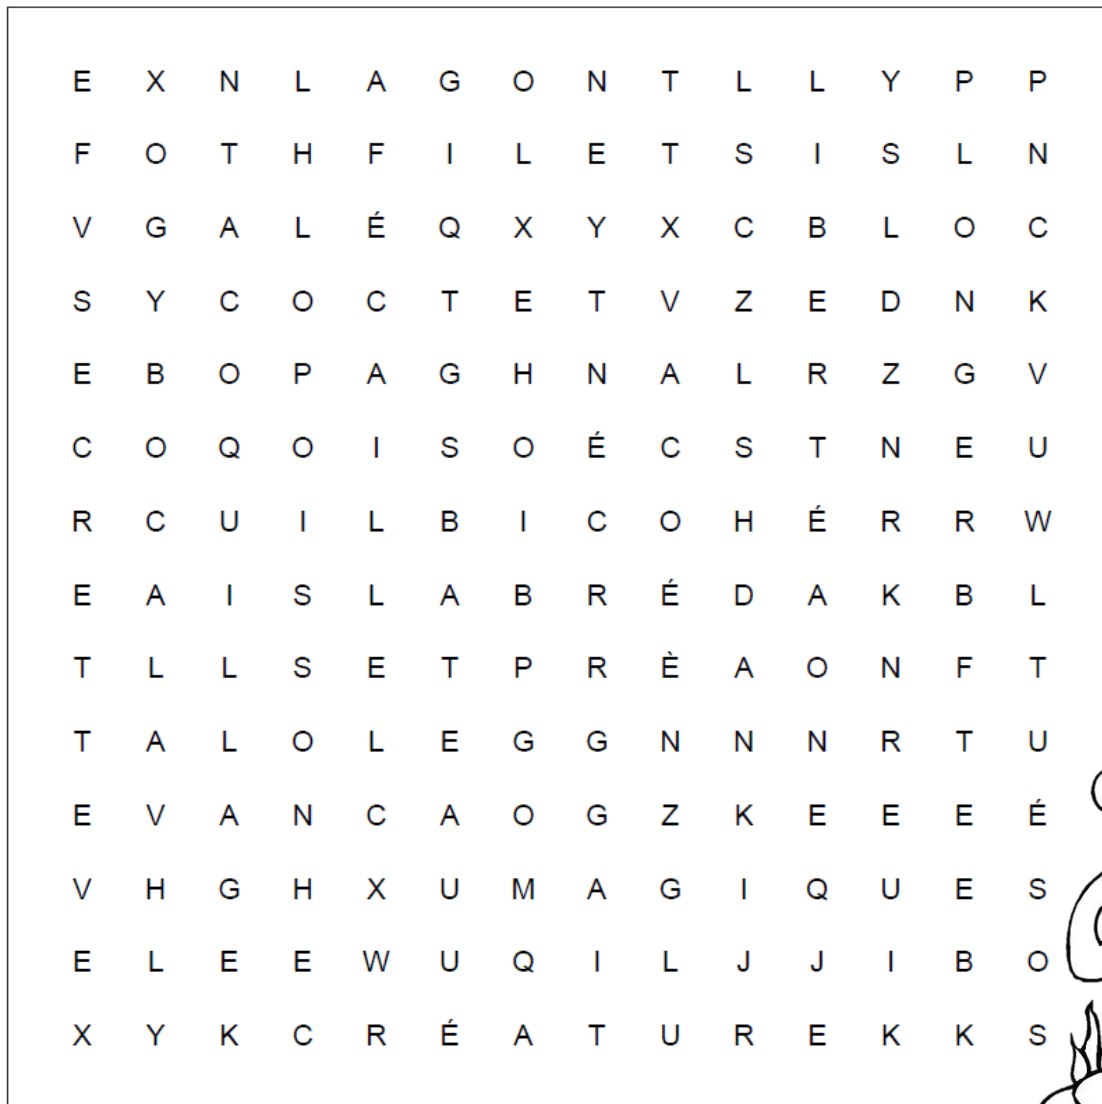 E X N L A G O N T L L Y P P
F O T H F I L E T S I S L N
V G A L É Q X Y X C B L O C
S Y C O C T E T V Z E D N K
E B O P A G H N A L R Z G V
C O Q O I S O É C S T N E U
R C U I L B I C O H É R R W
E A I S L A B R É D A K B L
T L L S E T P R È A O N F T
T A L O L E G G N N N R T U
E V A N C A O G Z K E E E É
V H G H X U M A G I Q U E S
E L E E W U Q I L J J I B O
X Y K C R É A T U R E K K S